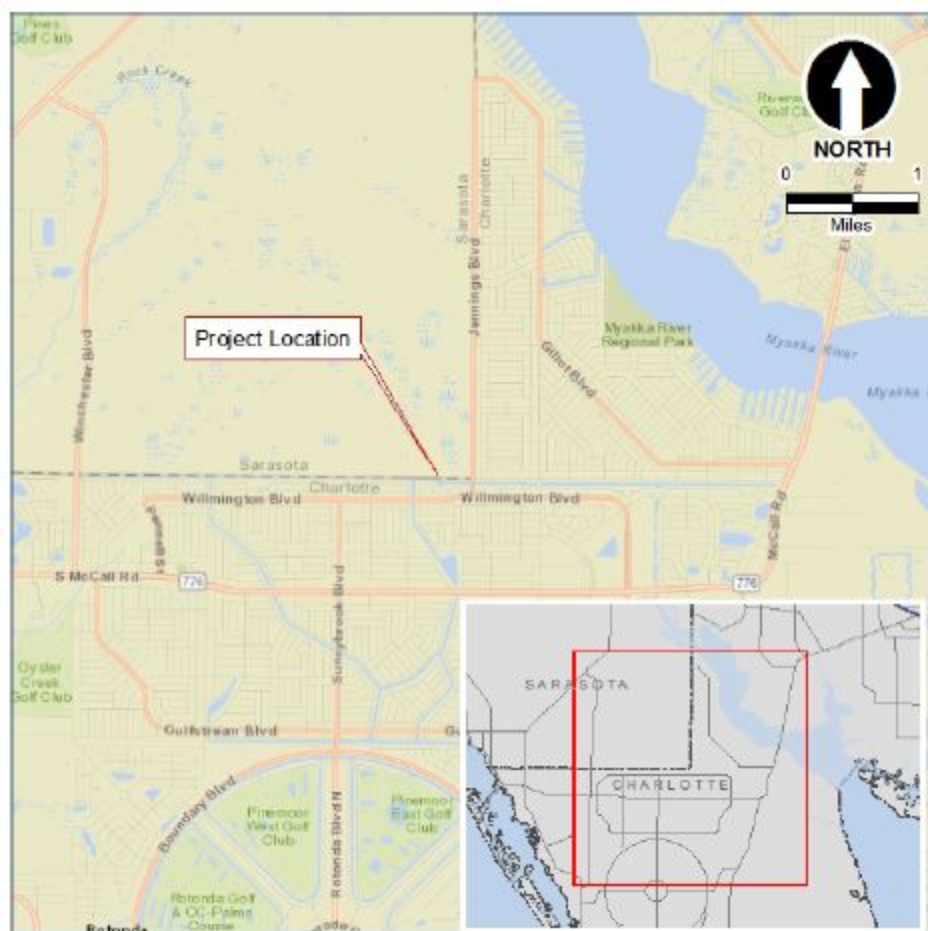 Pines
Golf Club
Rock Creek
NORTH
0 1
Miles
Sarasota
Charlotte
Jennings Blvd
Winchester Blvd
Project Location
Gillot Blvd
Myakka River
Regional Park
Myakka River
Sarasota
Charlotte
Willmington Blvd
Willmington Blvd
McCall Rd
S McCall Rd
776
776
Sunnybrook Blvd
Oyster
Creek
Golf Club
Gulfstream Blvd
Boundary Blvd
Pinemoor
West Golf
Club
Pinemoor
East Golf
Club
Rotonda Blvd N
Rotonda Golf
& CC-Palms
Course
Rotonda
SARASOTA
CHARLOTTE